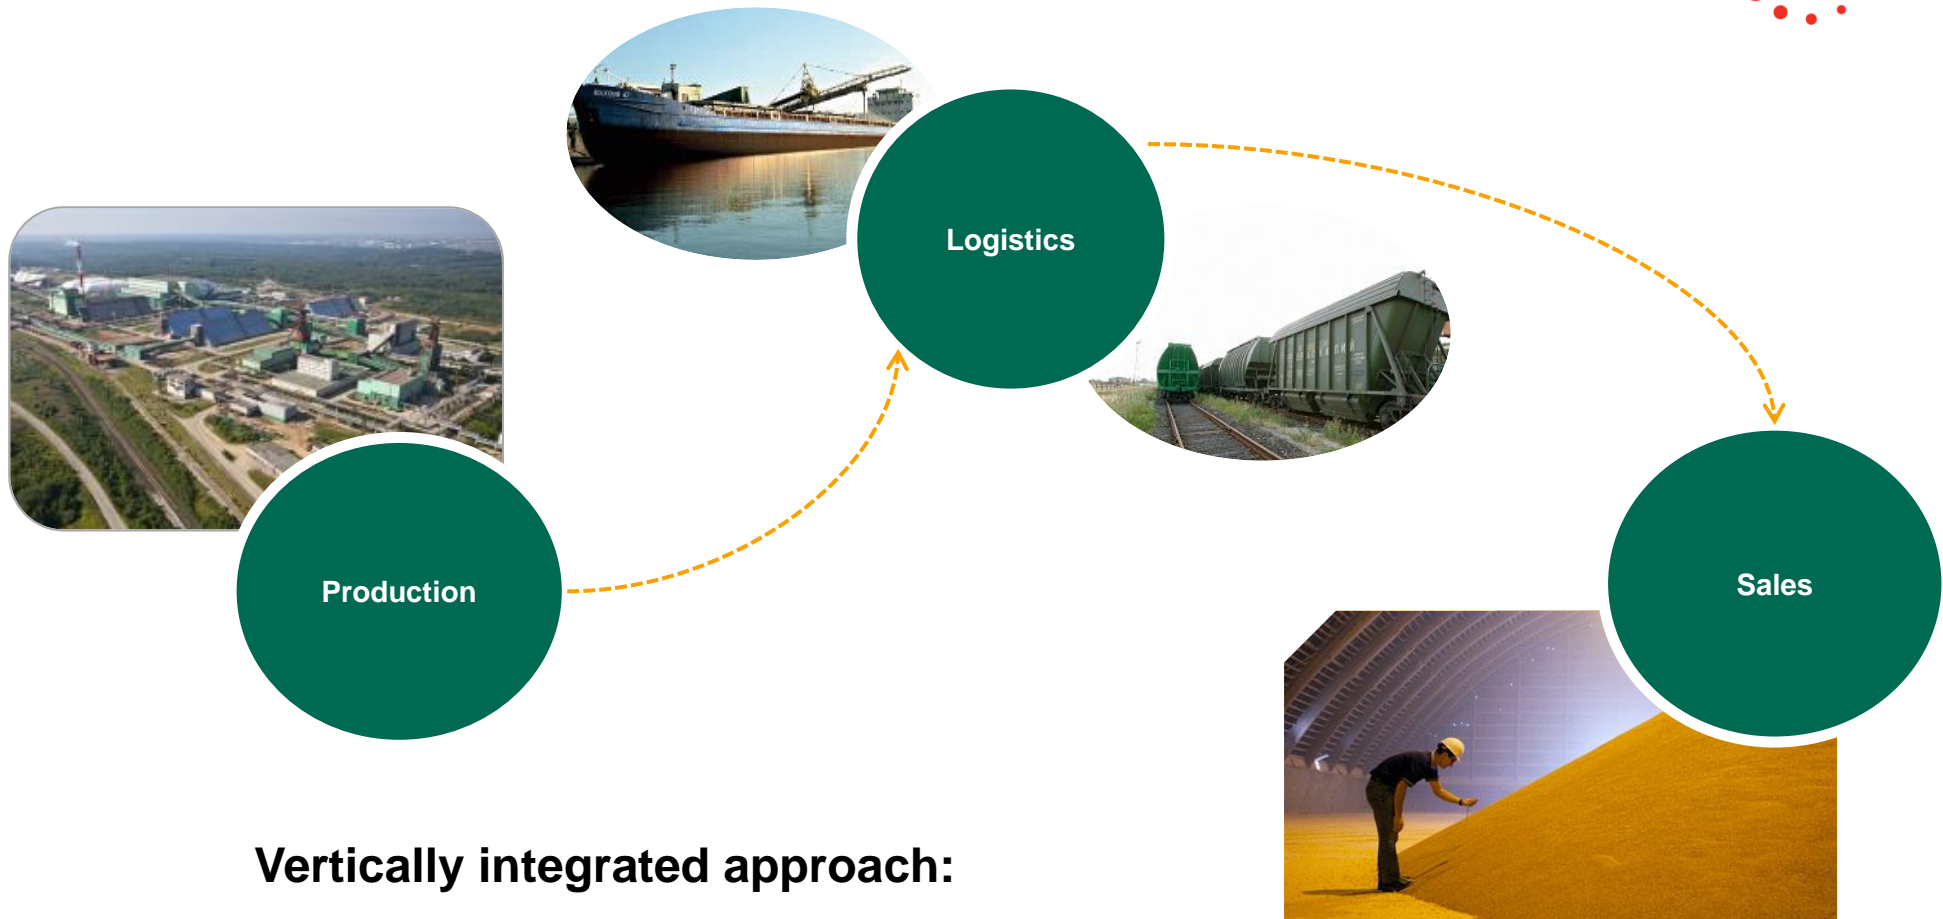 Logistics
Production
Sales
Vertically integrated approach: